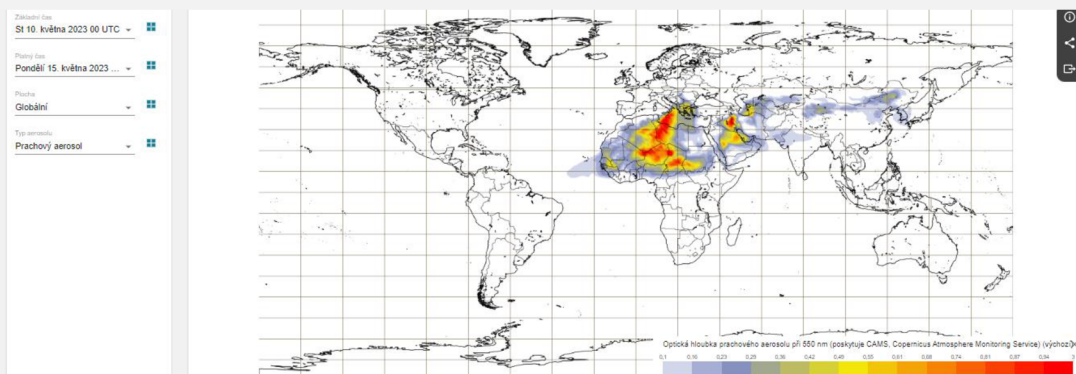 Základní čas
St 10. května 2023 00 UTC
Platný čas
Pondělí 15. května 2023 ...
Plocha
Globální
Typ aerosolu
Prachový aerosol
Optická hloubka prachového aerosolu při 550 nm (poskytuje CAMS, Copernicus Atmosphere Monitoring Service) (výchozí)
0,1 0,16 0,23 0,29 0,36 0,42 0,48 0,55 0,61 0,68 0,74 0,81 0,87 0,94 3